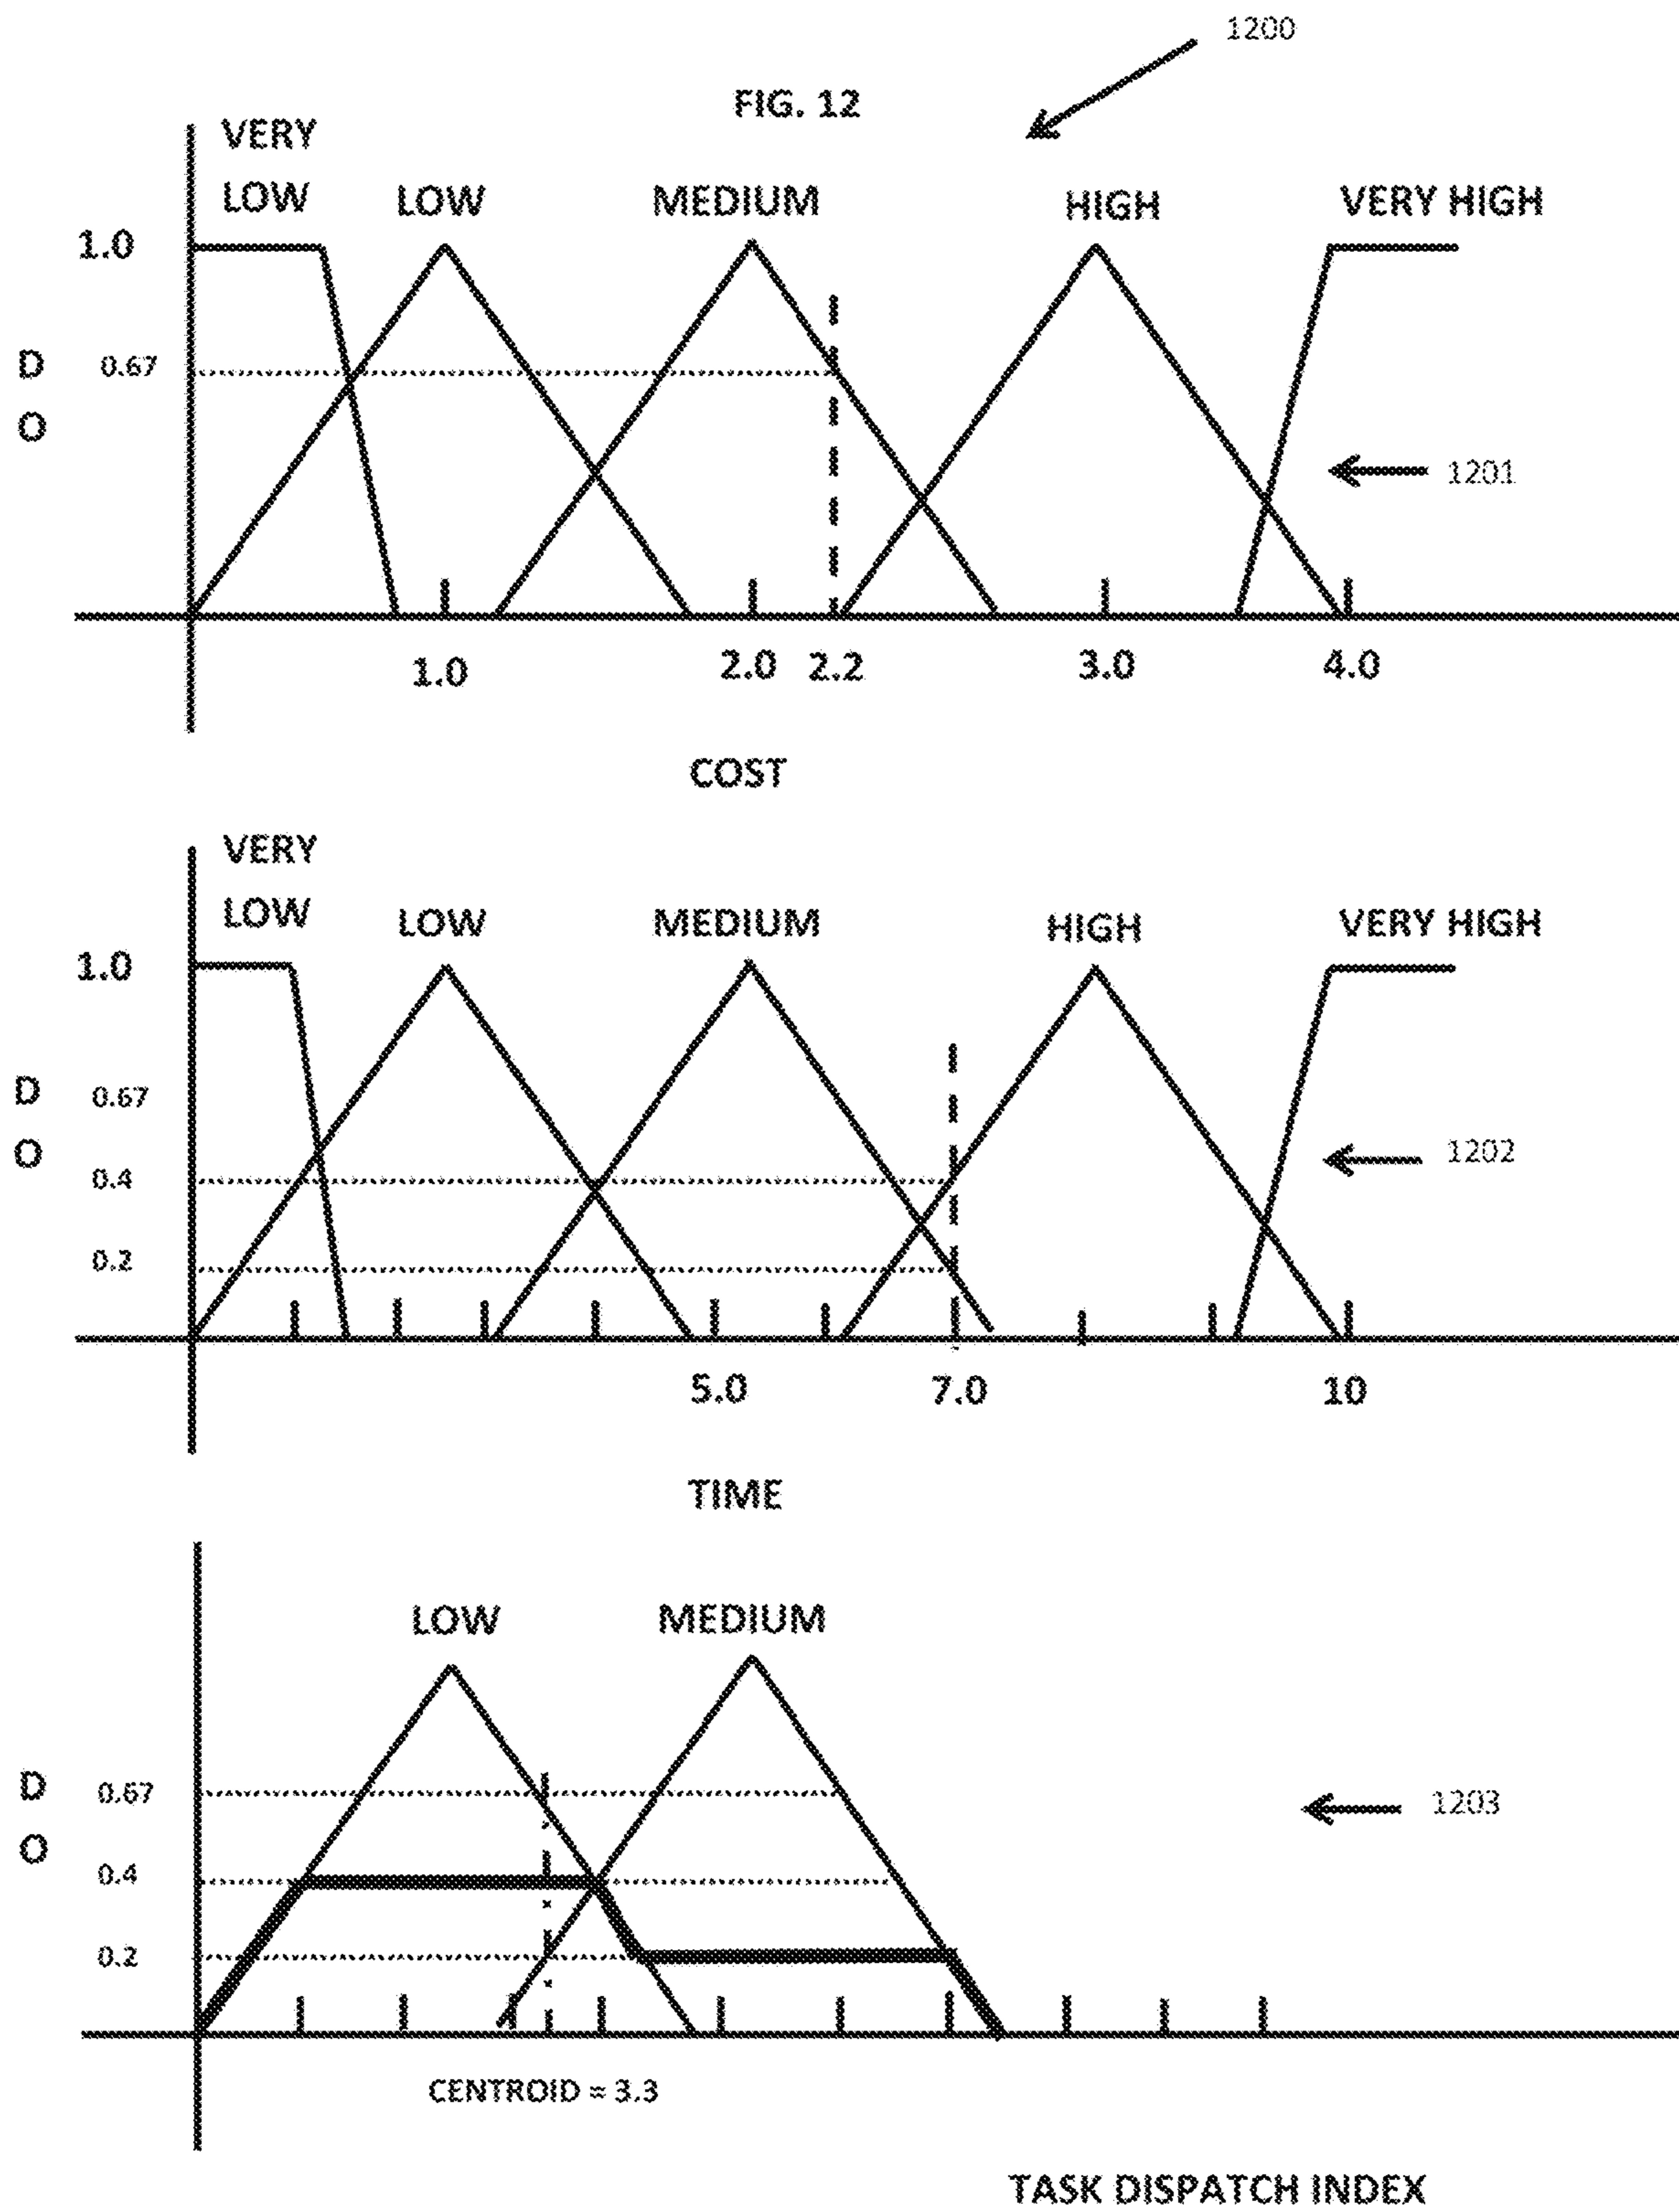 1200
FIG. 12
VERY
LOW
LOW
MEDIUM
HIGH
VERY HIGH
1.0
D
0.67
O
1201
1.0
2.0
2.2
3.0
4.0
COST
VERY
LOW
LOW
MEDIUM
HIGH
VERY HIGH
1.0
D
0.67
O
1202
0.4
0.2
5.0
7.0
10
TIME
LOW
MEDIUM
D
0.67
1203
O
0.4
0.2
CENTROID = 3.3
TASK DISPATCH INDEX